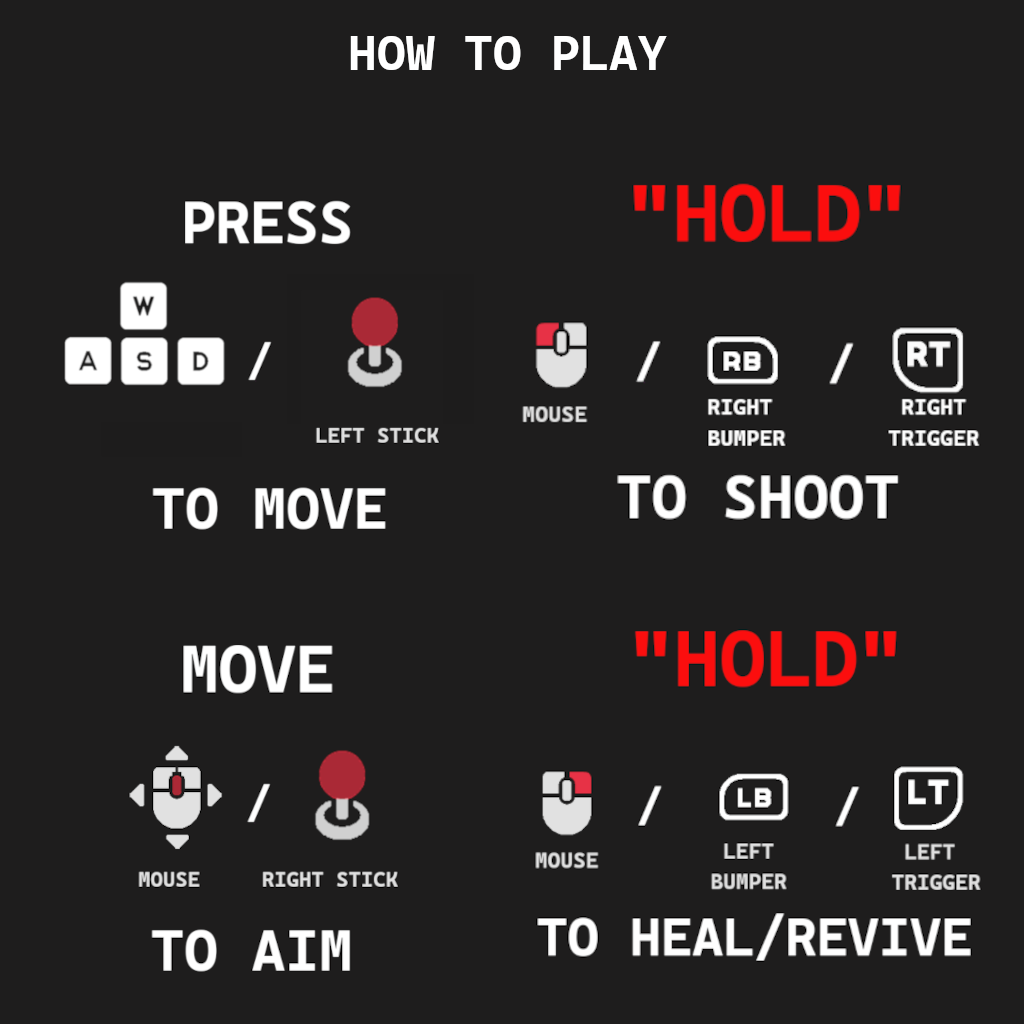 HOW TO PLAY
PRESS
W
A S D
/
LEFT STICK
TO MOVE
"HOLD"
/ RB / RT
MOUSE
RIGHT
BUMPER
RIGHT
TRIGGER
TO SHOOT
MOVE
/
MOUSE
RIGHT STICK
TO AIM
"HOLD"
/ LB / LT
MOUSE
LEFT
BUMPER
LEFT
TRIGGER
TO HEAL/REVIVE